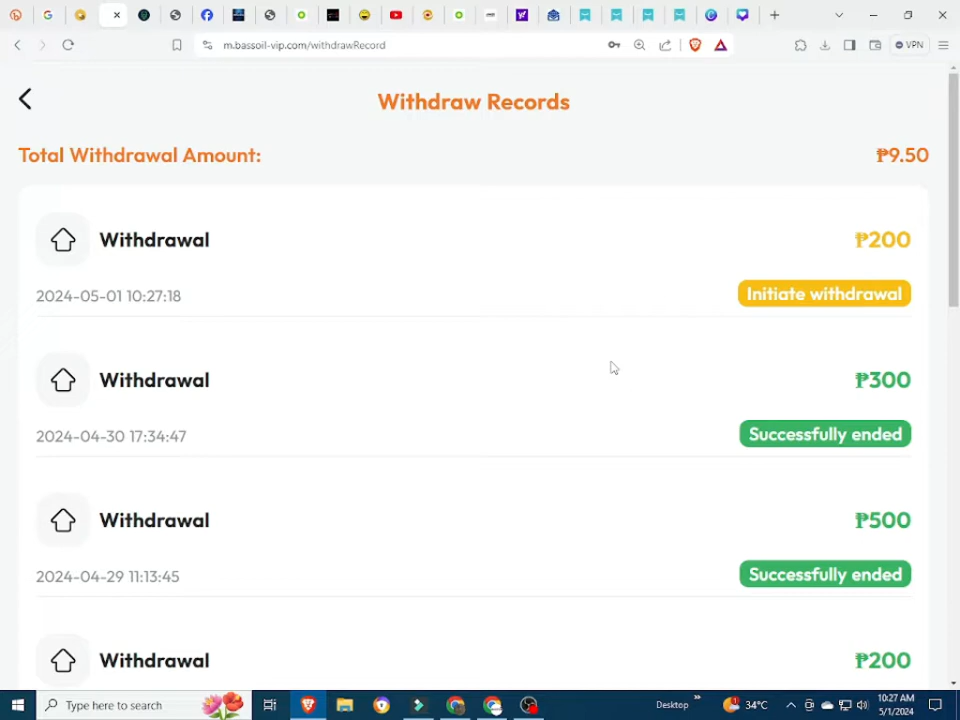 m.bassoil-vip.com/withdrawRecord
VPN
Withdraw Records
Total Withdrawal Amount: ₱9.50
Withdrawal ₱200
2024-05-01 10:27:18 Initiate withdrawal
Withdrawal ₱300
2024-04-30 17:34:47 Successfully ended
Withdrawal ₱500
2024-04-29 11:13:45 Successfully ended
Withdrawal ₱200
Type here to search
Desktop
34°C
10:27 AM
5/1/2024